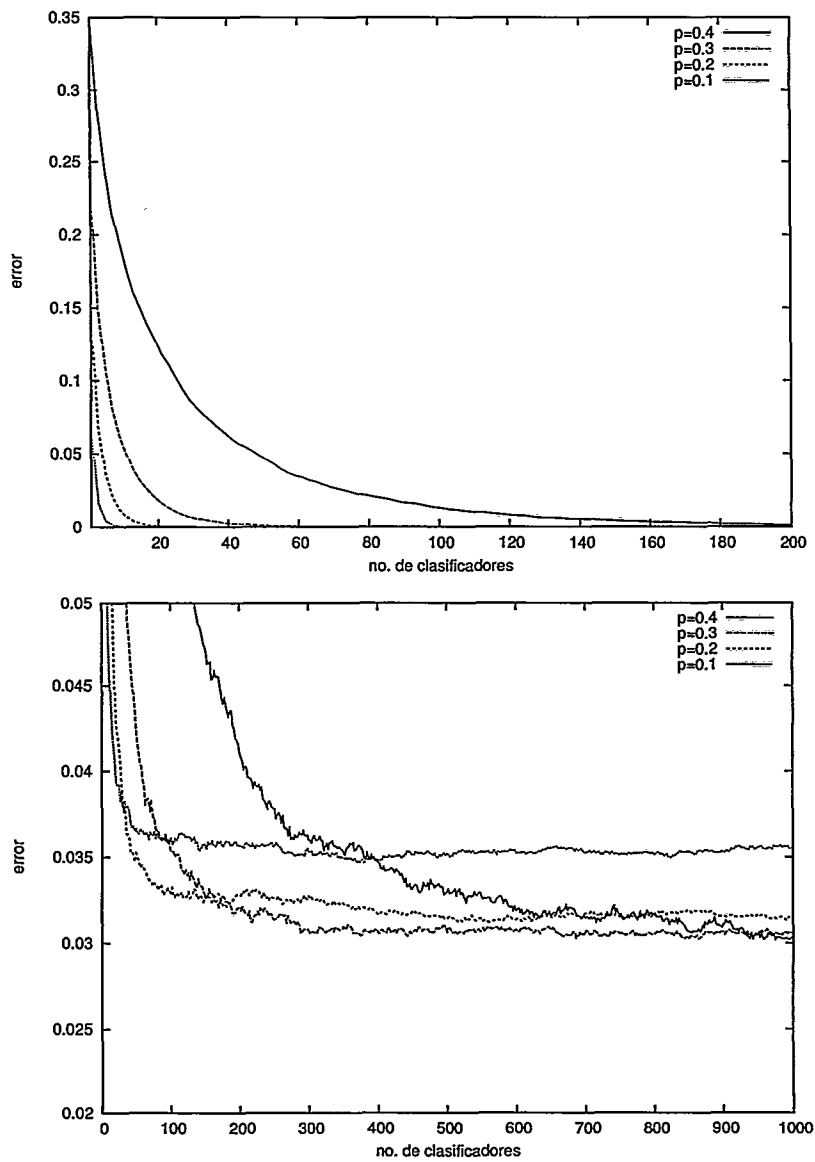 0.35
0.3
0.25
0.2
0.15
0.1
0.05
0
error
p=0.4
p=0.3
p=0.2
p=0.1
20 40 60 80 100 120 140 160 180 200
no. de clasificadores
0.05
0.045
0.04
0.035
0.03
0.025
0.02
error
p=0.4
p=0.3
p=0.2
p=0.1
0 100 200 300 400 500 600 700 800 900 1000
no. de clasificadores